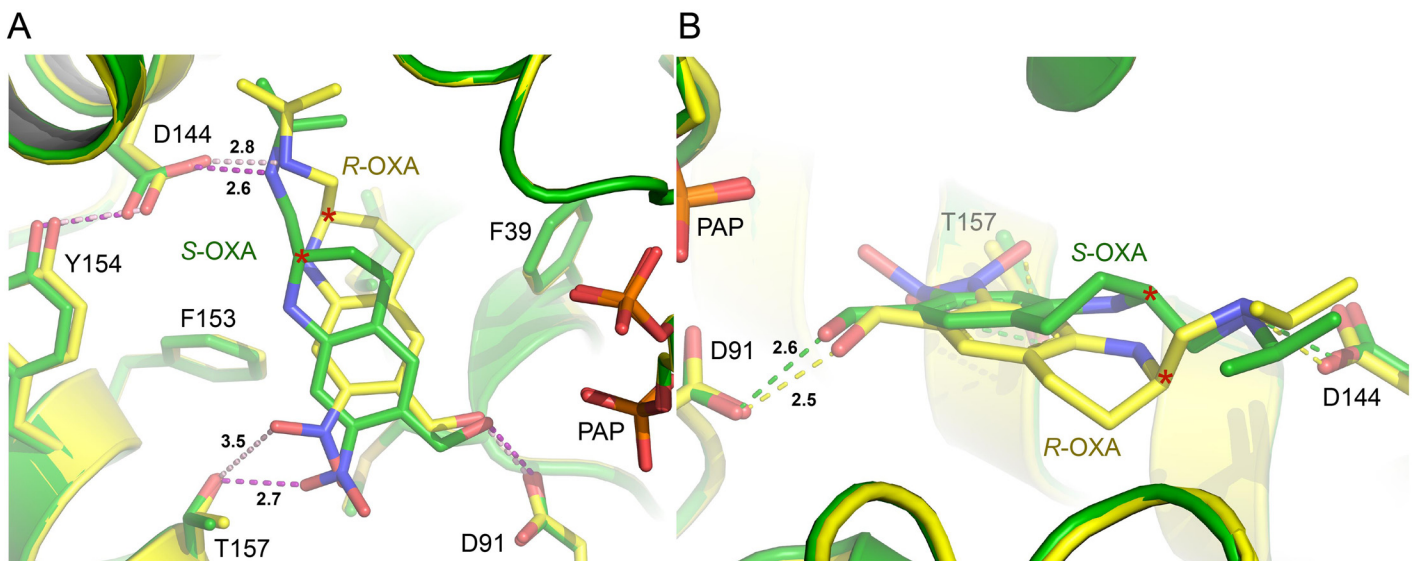 A
B
D144
2.8
2.6
R-OXA
S-OXA
Y154
F39
F153
PAP
3.5
2.7
T157
D91
PAP
T157
S-OXA
D91
2.6
2.5
D144
R-OXA